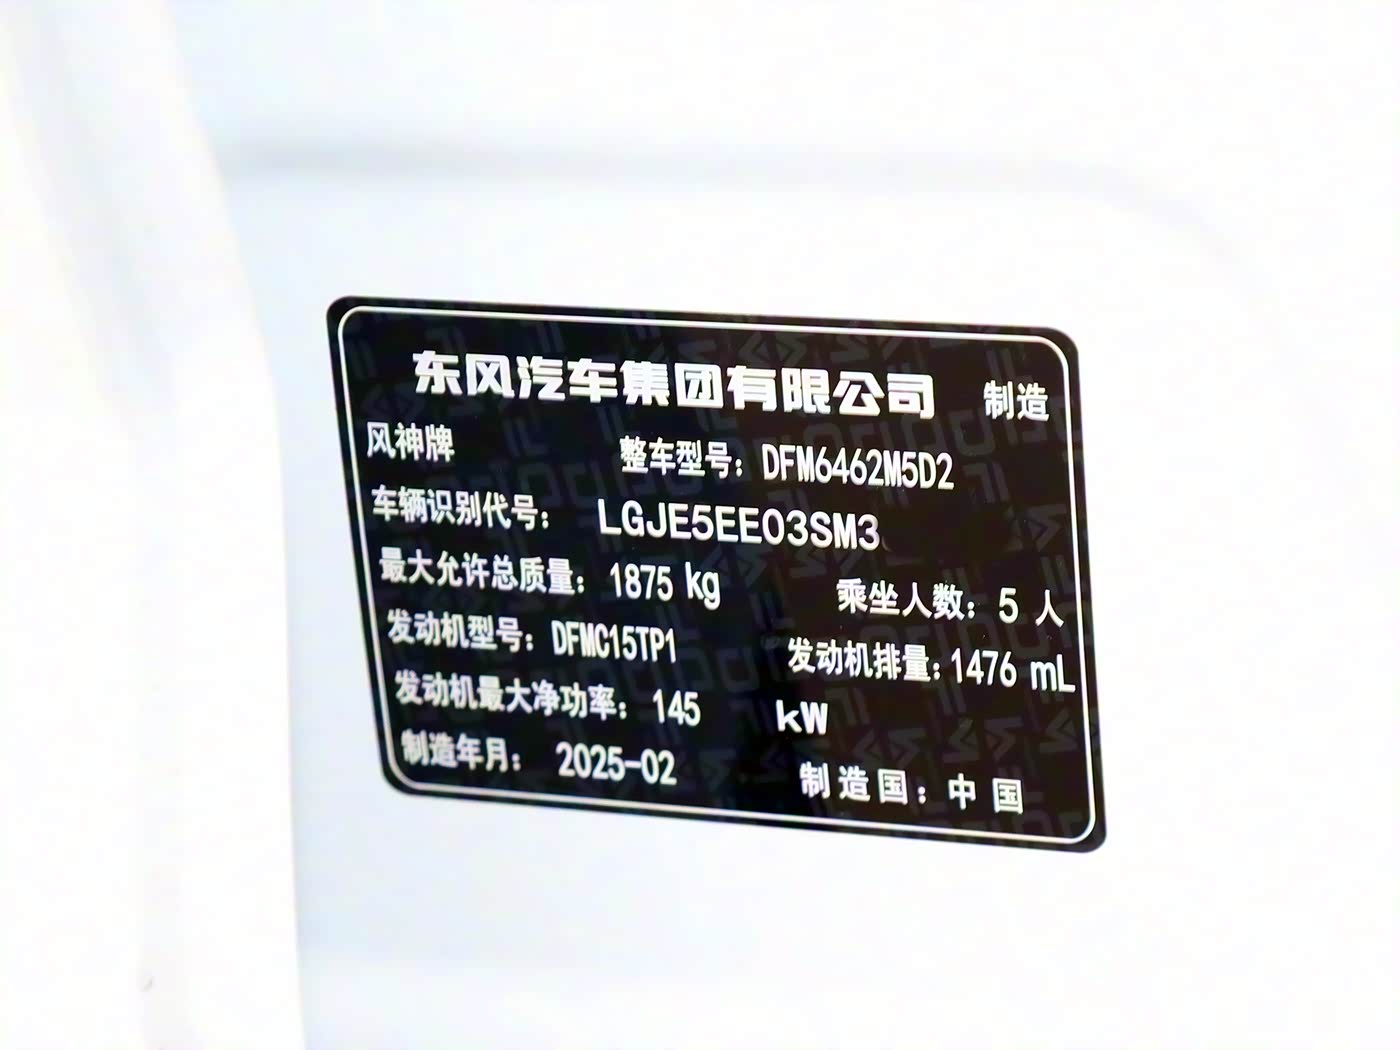 东风汽车集团有限公司 制造
风神牌 整车型号：DFM6462M5D2
车辆识别代号： LGJE5EE03SM3
最大允许总质量：1875 kg 乘坐人数：5 人
发动机型号：DFMC15TP1 发动机排量：1476 mL
发动机最大净功率：145 kW
制造年月： 2025-02 制造国：中国